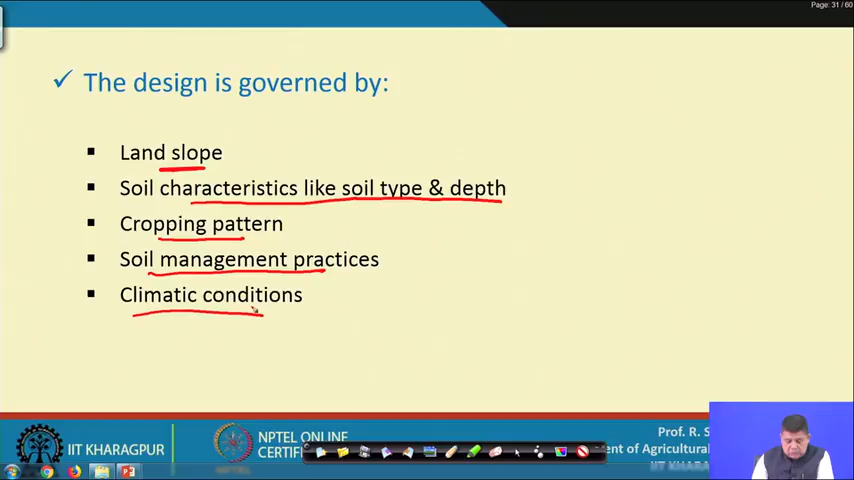 Page: 31 / 60
✓ The design is governed by:
▪ Land slope
▪ Soil characteristics like soil type & depth
▪ Cropping pattern
▪ Soil management practices
▪ Climatic conditions
IIT KHARAGPUR
NPTEL ONLINE
Prof. R.
of Agricultural